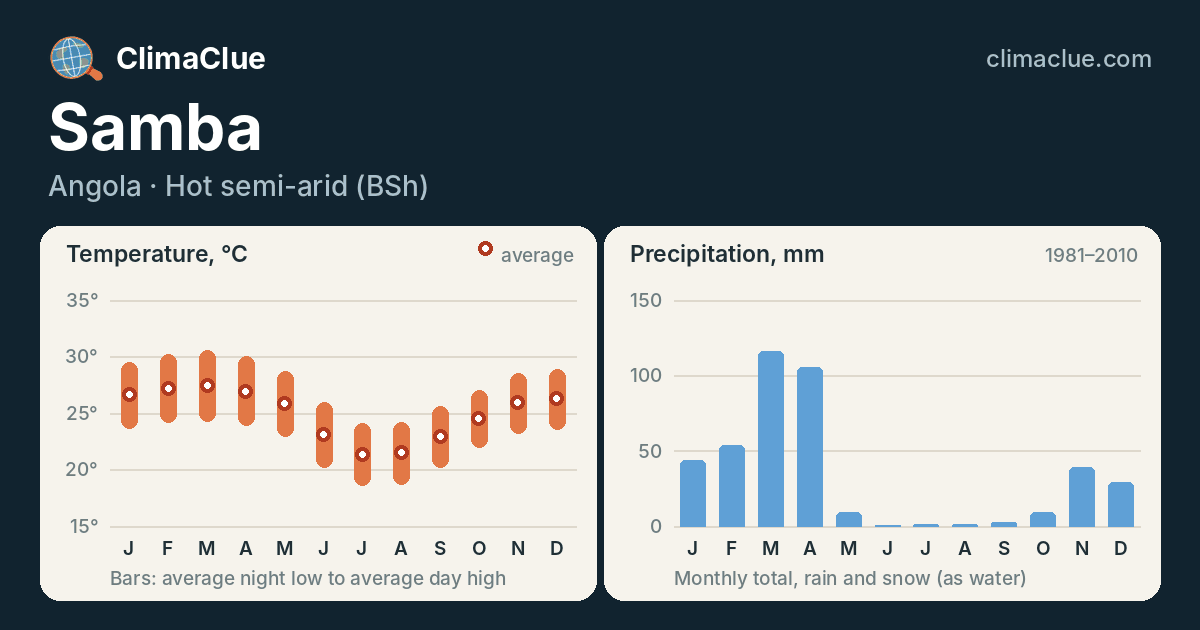 ClimaClue
climaclue.com
Samba
Angola · Hot semi-arid (BSh)
Temperature, °C
average
35°
30°
25°
20°
15°
J F M A M J J A S O N D
Bars: average night low to average day high
Precipitation, mm
1981–2010
150
100
50
0
J F M A M J J A S O N D
Monthly total, rain and snow (as water)